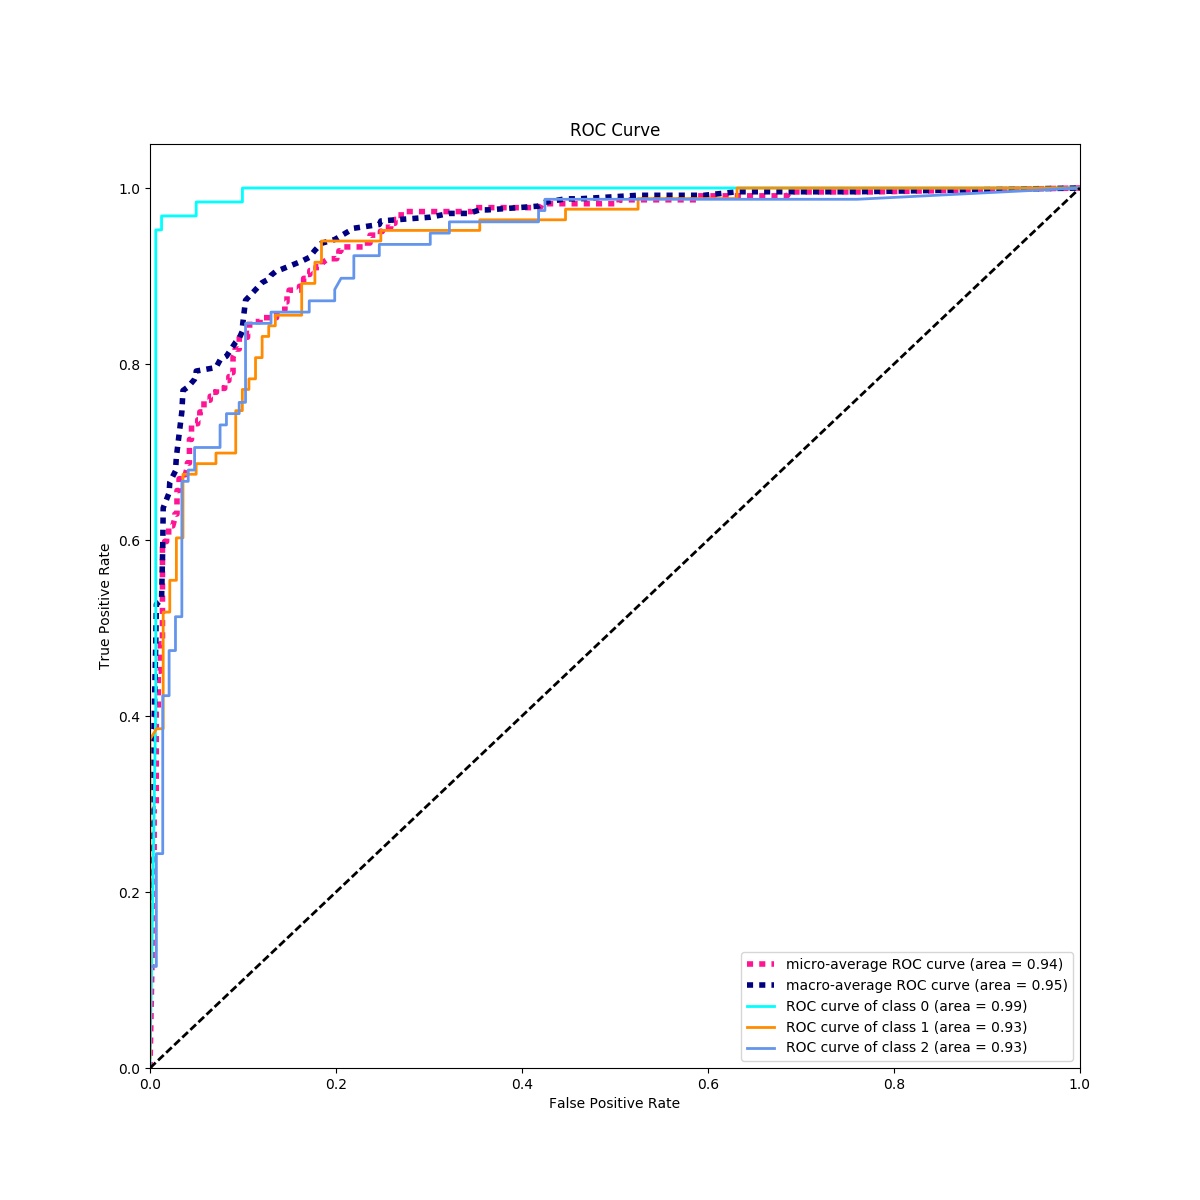 ROC Curve
1.0
0.8
0.6
0.4
0.2
0.0
True Positive Rate
0.0 0.2 0.4 0.6 0.8 1.0
False Positive Rate
micro-average ROC curve (area = 0.94)
macro-average ROC curve (area = 0.95)
ROC curve of class 0 (area = 0.99)
ROC curve of class 1 (area = 0.93)
ROC curve of class 2 (area = 0.93)